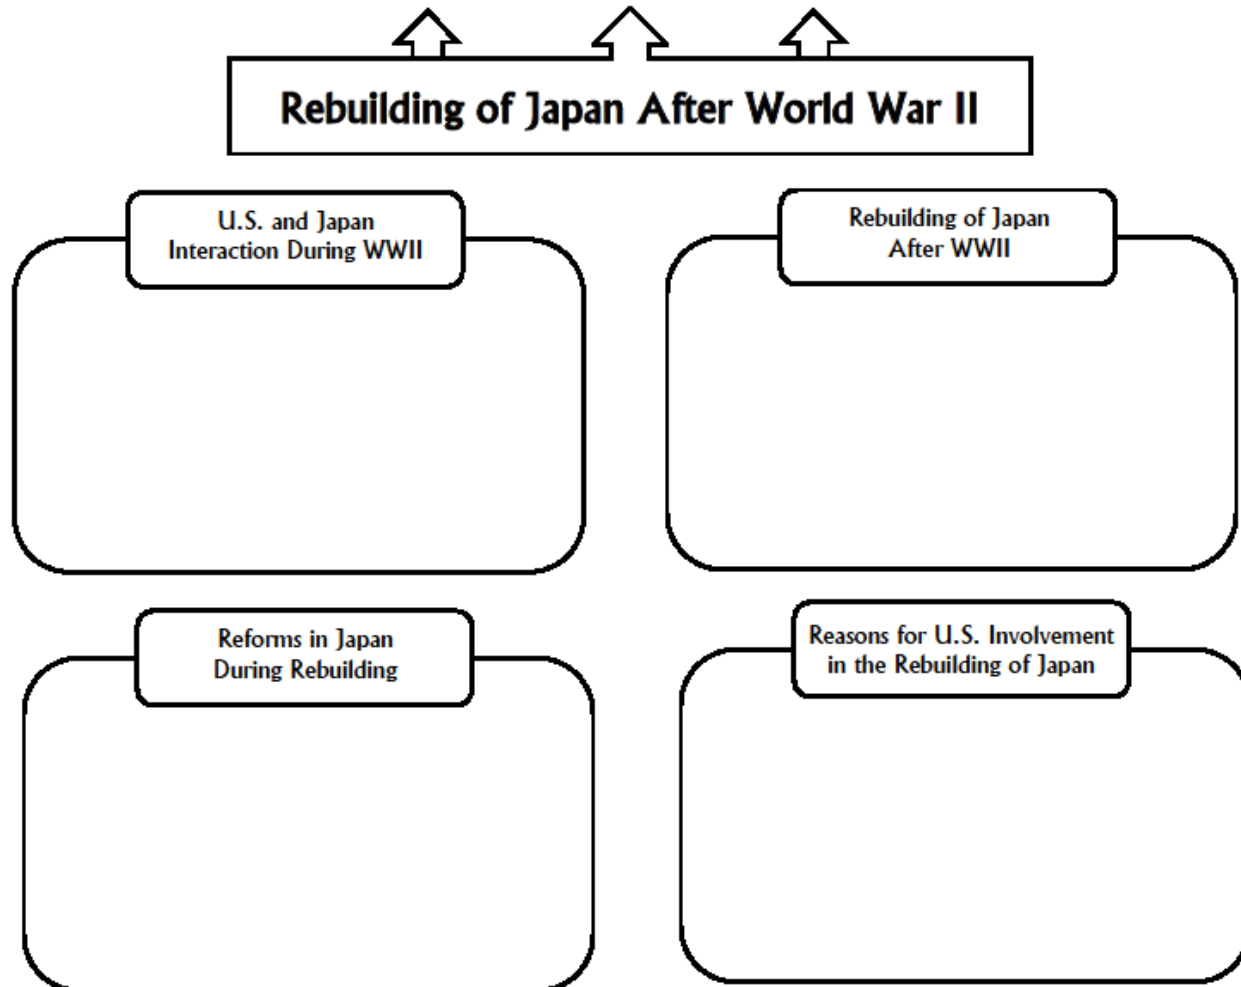 Rebuilding of Japan After World War II
U.S. and Japan
Interaction During WWII
Rebuilding of Japan
After WWII
Reforms in Japan
During Rebuilding
Reasons for U.S. Involvement
in the Rebuilding of Japan